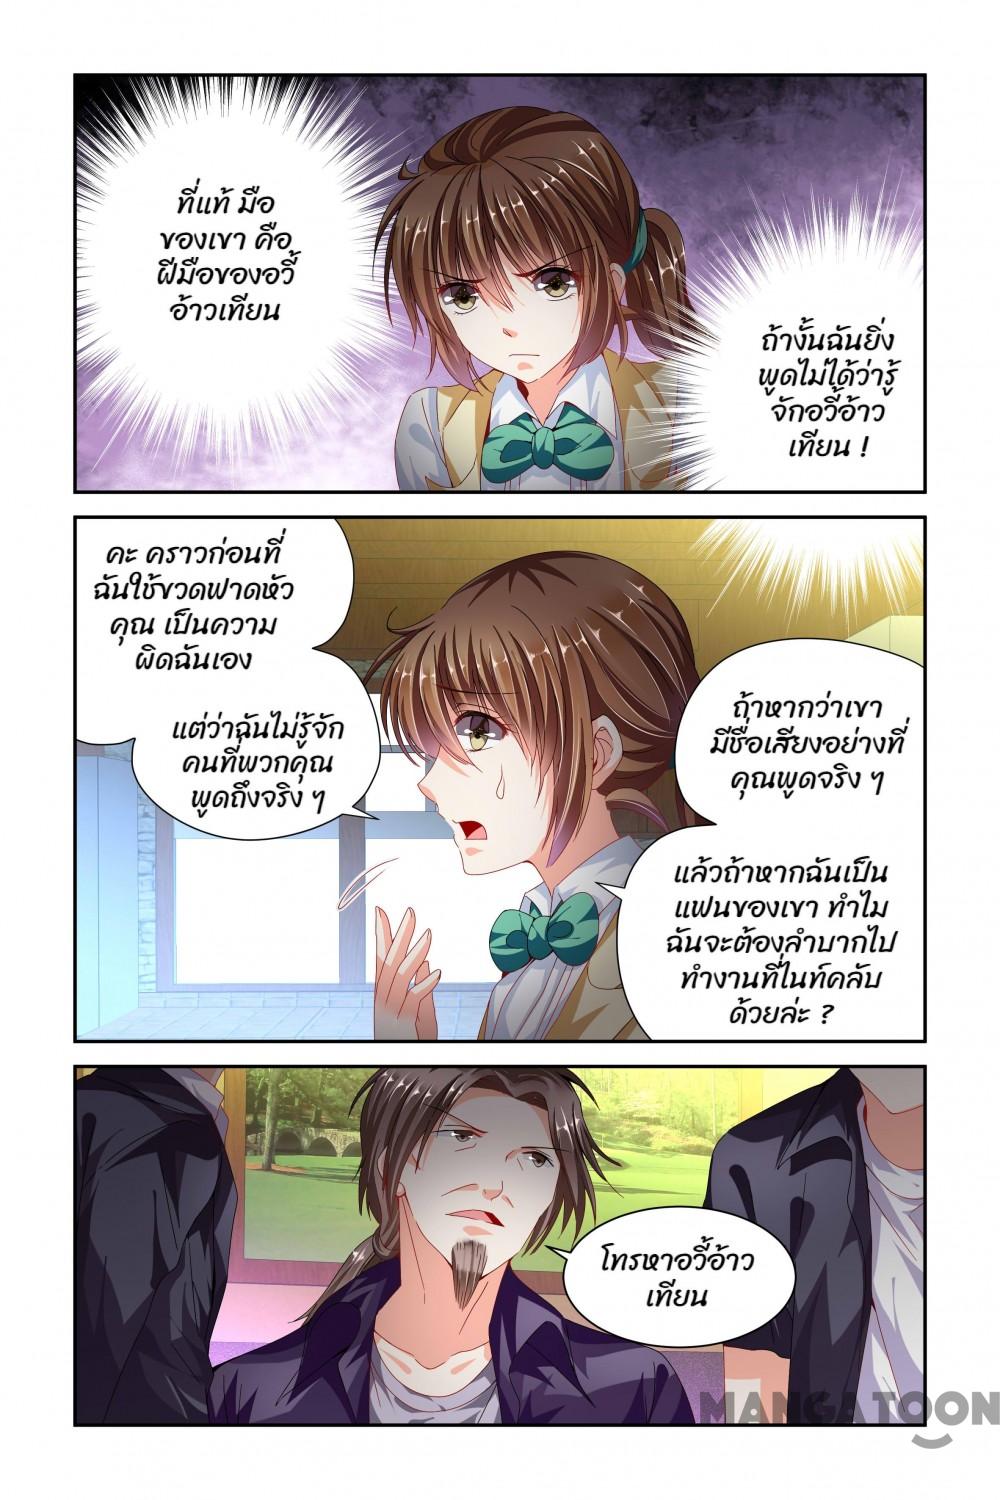 ที่แท้ มือ
ของเขา คือ
ฝีมือของอวี้
อ้าวเทียน
ถ้างั้นฉันยิ่ง
พูดไม่ได้ว่ารู้
จักอวี้อ้าว
เทียน !
คะ คราวก่อนที่
ฉันใช้ขวดฟาดหัว
คุณ เป็นความ
ผิดฉันเอง
แต่ว่าฉันไม่รู้จัก
คนที่พวกคุณ
พูดถึงจริง ๆ
ถ้าหากว่าเขา
มีชื่อเสียงอย่างที่
คุณพูดจริง ๆ
แล้วถ้าหากฉันเป็น
แฟนของเขา ทำไม
ฉันจะต้องลำบากไป
ทำงานที่ไนท์คลับ
ด้วยล่ะ ?
โทรหาอวี้อ้าว
เทียน
MANGATOON